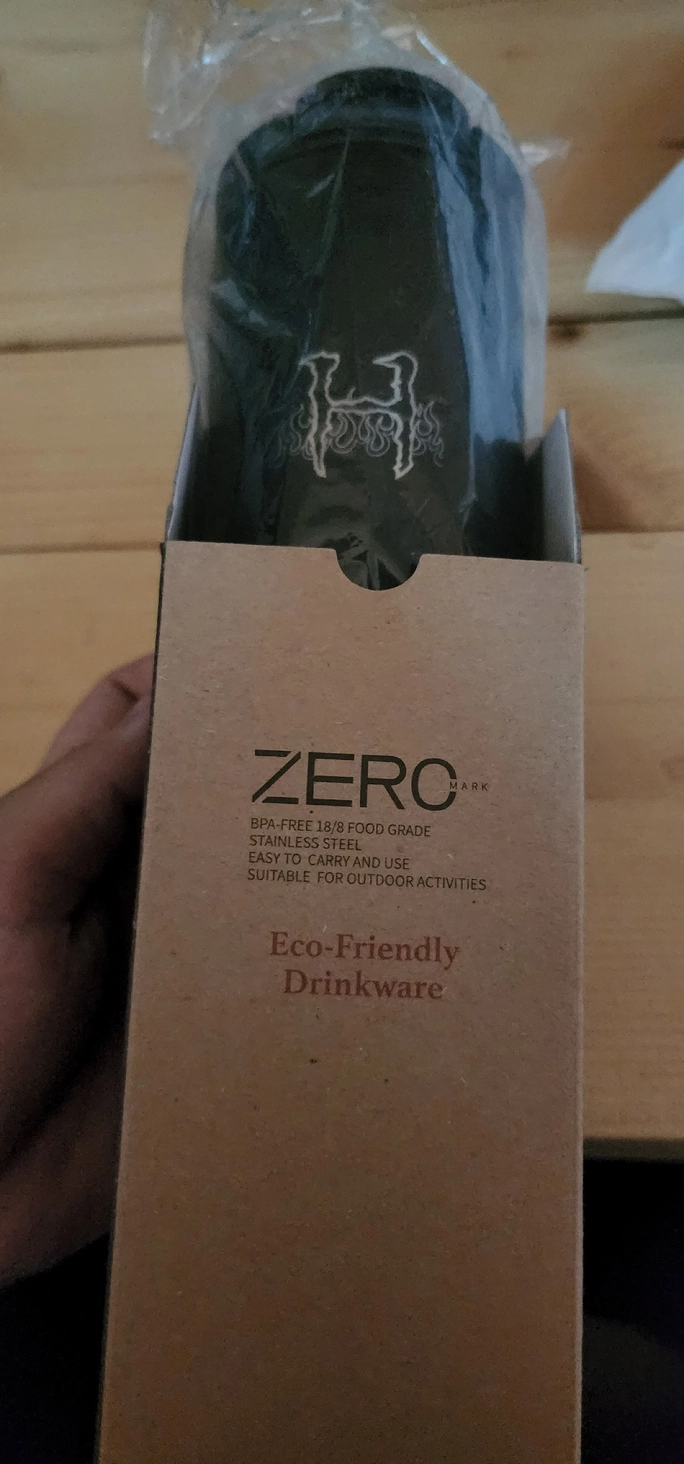 H
ZERO MARK
BPA-FREE 18/8 FOOD GRADE
STAINLESS STEEL
EASY TO CARRY AND USE
SUITABLE FOR OUTDOOR ACTIVITIES
Eco-Friendly
Drinkware